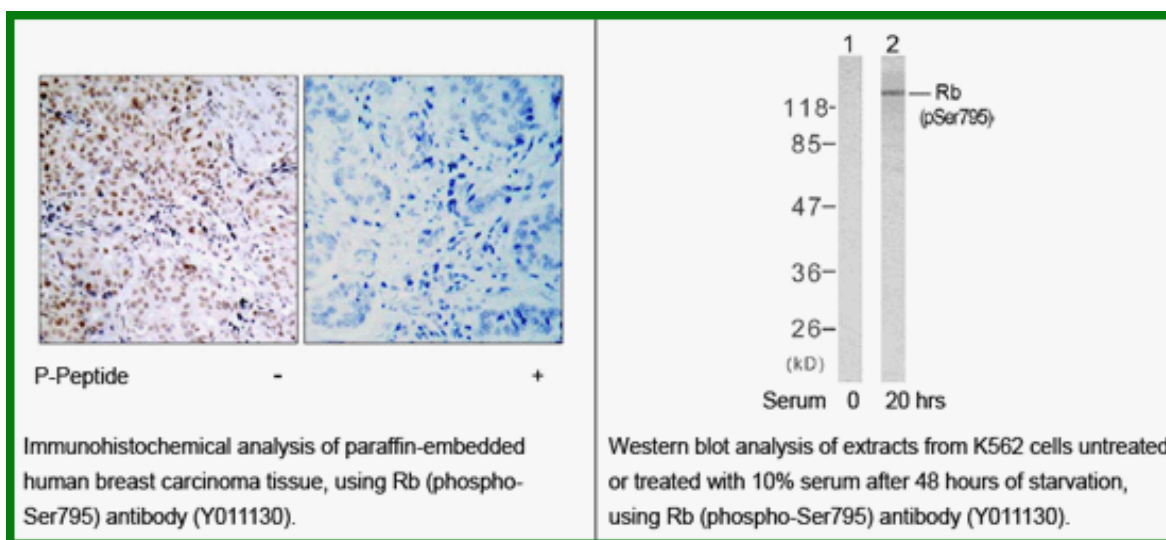 P-Peptide - +
Immunohistochemical analysis of paraffin-embedded
human breast carcinoma tissue, using Rb (phospho-
Ser795) antibody (Y011130).
1 2
118-
85-
47-
36-
26-
(kD)
Rb
(pSer795)
Serum 0 20 hrs
Western blot analysis of extracts from K562 cells untreated
or treated with 10% serum after 48 hours of starvation,
using Rb (phospho-Ser795) antibody (Y011130).